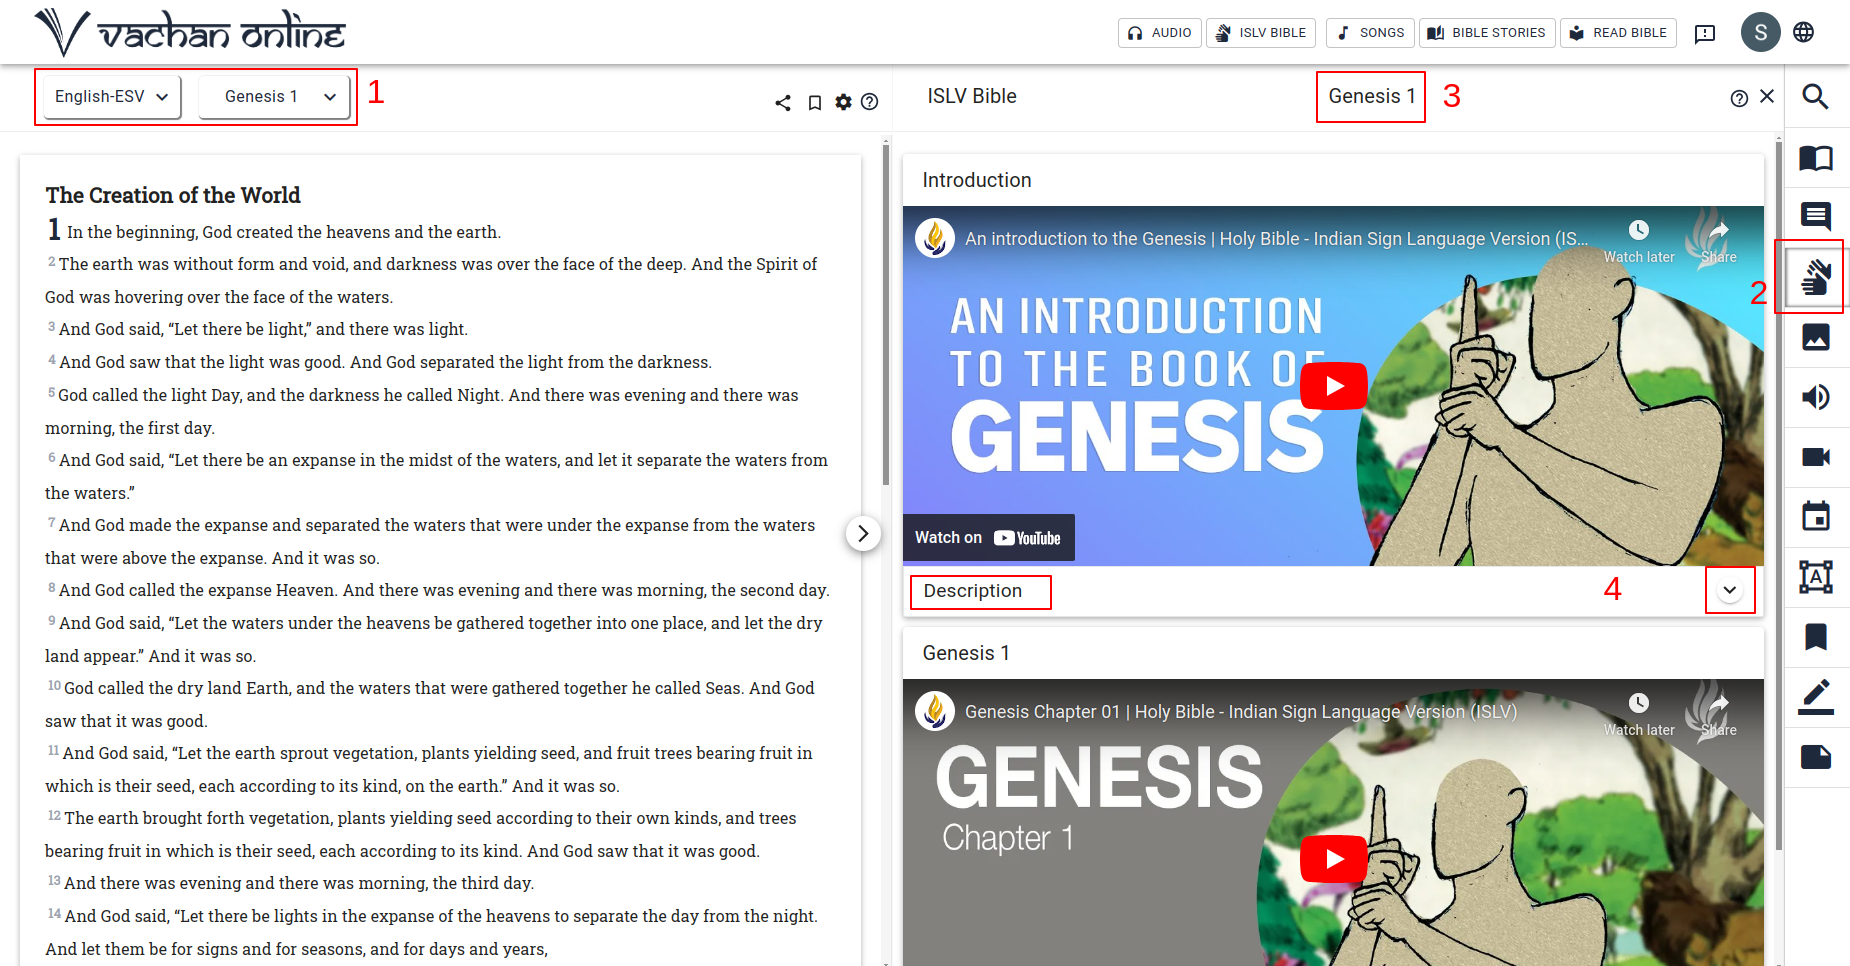 vachan online
AUDIO
ISLV BIBLE
SONGS
BIBLE STORIES
READ BIBLE
S
English-ESV
Genesis 1
1
ISLV Bible
Genesis 1
3
The Creation of the World
1 In the beginning, God created the heavens and the earth.
2 The earth was without form and void, and darkness was over the face of the deep. And the Spirit of
God was hovering over the face of the waters.
3 And God said, “Let there be light,” and there was light.
4 And God saw that the light was good. And God separated the light from the darkness.
5 God called the light Day, and the darkness he called Night. And there was evening and there was
morning, the first day.
6 And God said, “Let there be an expanse in the midst of the waters, and let it separate the waters from
the waters.”
7 And God made the expanse and separated the waters that were under the expanse from the waters
that were above the expanse. And it was so.
8 And God called the expanse Heaven. And there was evening and there was morning, the second day.
9 And God said, “Let the waters under the heavens be gathered together into one place, and let the dry
land appear.” And it was so.
10 God called the dry land Earth, and the waters that were gathered together he called Seas. And God
saw that it was good.
11 And God said, “Let the earth sprout vegetation, plants yielding seed, and fruit trees bearing fruit in
which is their seed, each according to its kind, on the earth.” And it was so.
12 The earth brought forth vegetation, plants yielding seed according to their own kinds, and trees
bearing fruit in which is their seed, each according to its kind. And God saw that it was good.
13 And there was evening and there was morning, the third day.
14 And God said, “Let there be lights in the expanse of the heavens to separate the day from the night.
And let them be for signs and for seasons, and for days and years,
Introduction
An introduction to the Genesis | Holy Bible - Indian Sign Language Version (IS...
Watch later
Share
AN INTRODUCTION
TO THE BOOK OF
GENESIS
Watch on YouTube
Description
4
2
A
Genesis 1
Genesis Chapter 01 | Holy Bible - Indian Sign Language Version (ISLV)
Watch later
Share
GENESIS
Chapter 1